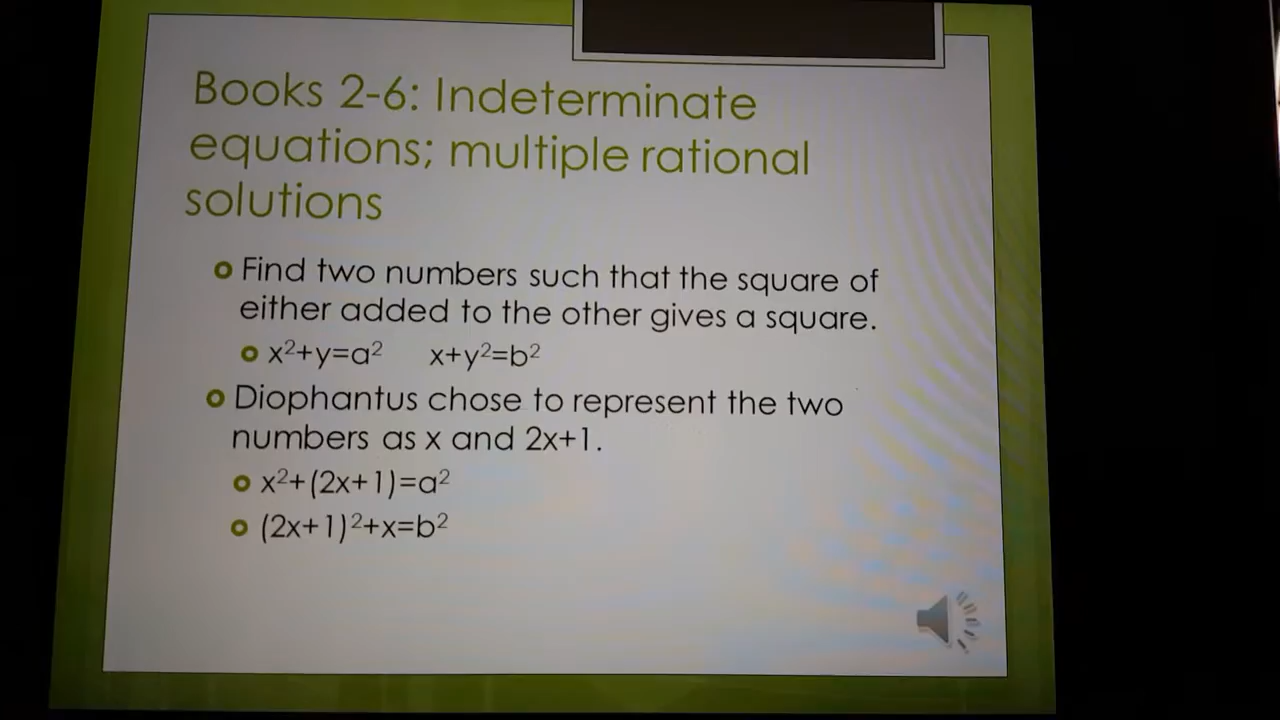 Books 2-6: Indeterminate
equations; multiple rational
solutions
Find two numbers such that the square of
either added to the other gives a square.
x²+y=a² x+y²=b²
Diophantus chose to represent the two
numbers as x and 2x+1.
x²+(2x+1)=a²
(2x+1)²+x=b²